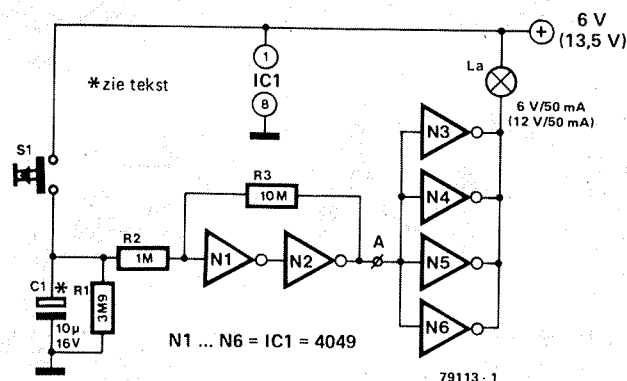 6 V
(13,5 V)
La
1
IC1
8
*zie tekst
6 V/50 mA
(12 V/50 mA)
N3
S1
R3
10M
N4
R2
1M
N1
N2
A
N5
C1
*
R1
3M9
10µ
16V
N6
N1 ... N6 = IC1 = 4049
79113 - 1